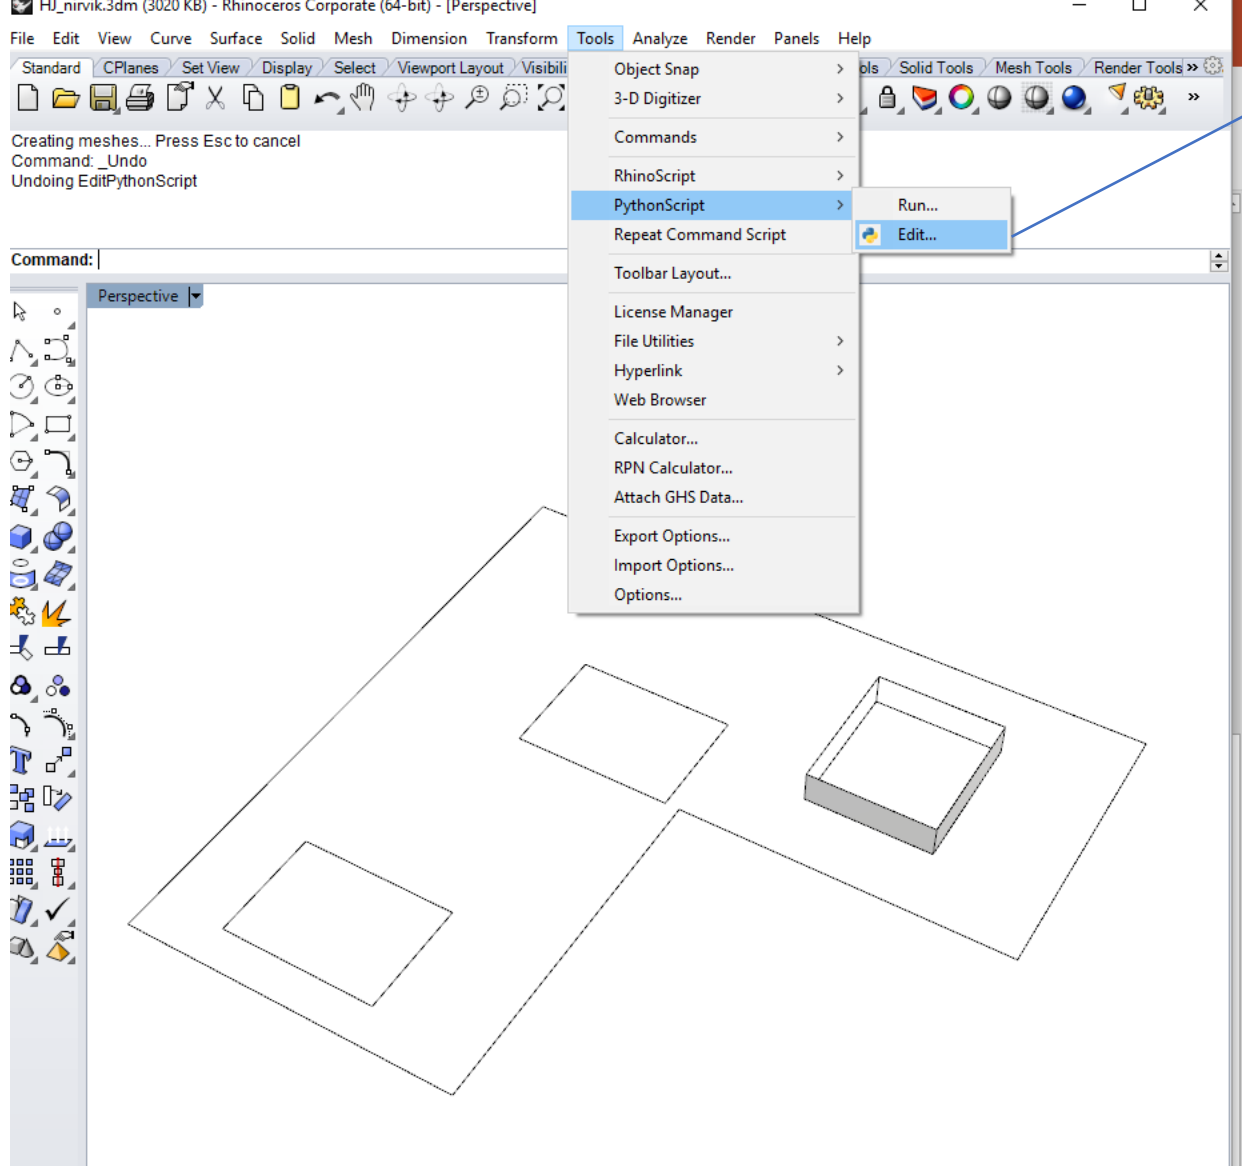 HJ_nirvik.3dm (3020 KB) - Rhinoceros Corporate (64-bit) - [Perspective]
File Edit View Curve Surface Solid Mesh Dimension Transform Tools Analyze Render Panels Help
Standard CPlanes Set View Display Select Viewport Layout Visibili ols Solid Tools Mesh Tools Render Tools »
»
Creating meshes... Press Esc to cancel
Command: _Undo
Undoing EditPythonScript
Command:
Perspective
Object Snap
3-D Digitizer
Commands
RhinoScript
PythonScript
Run...
Edit...
Repeat Command Script
Toolbar Layout...
License Manager
File Utilities
Hyperlink
Web Browser
Calculator...
RPN Calculator...
Attach GHS Data...
Export Options...
Import Options...
Options...